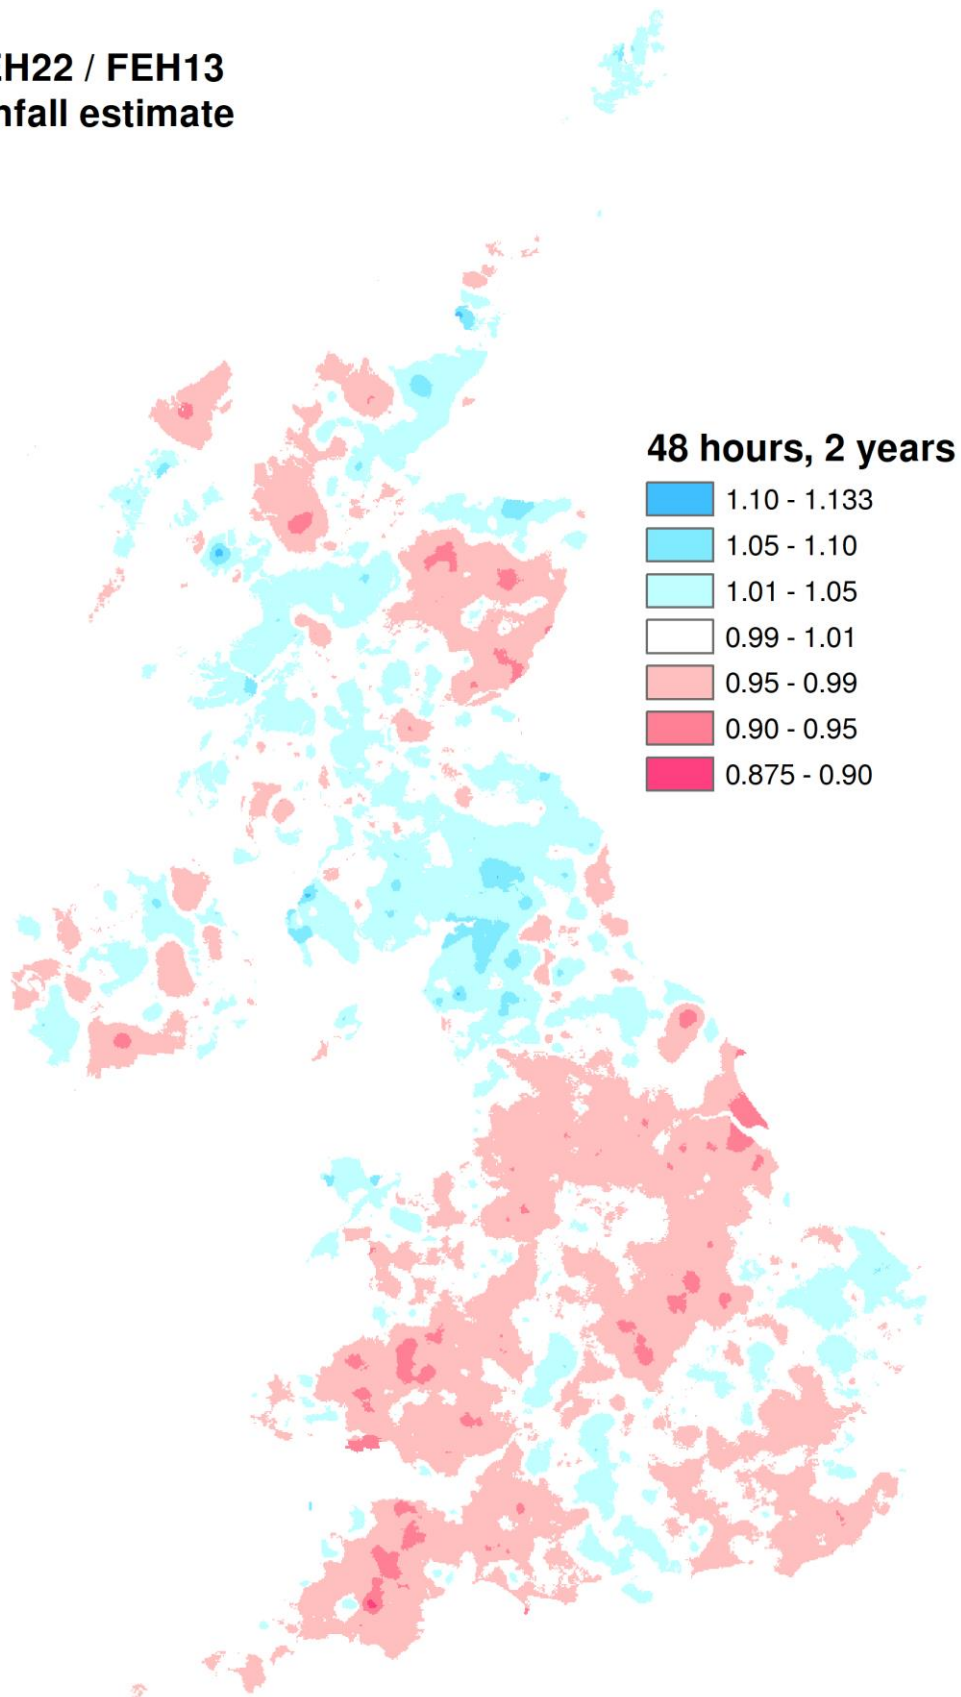 EH22 / FEH13
nfall estimate
48 hours, 2 years
1.10 - 1.133
1.05 - 1.10
1.01 - 1.05
0.99 - 1.01
0.95 - 0.99
0.90 - 0.95
0.875 - 0.90